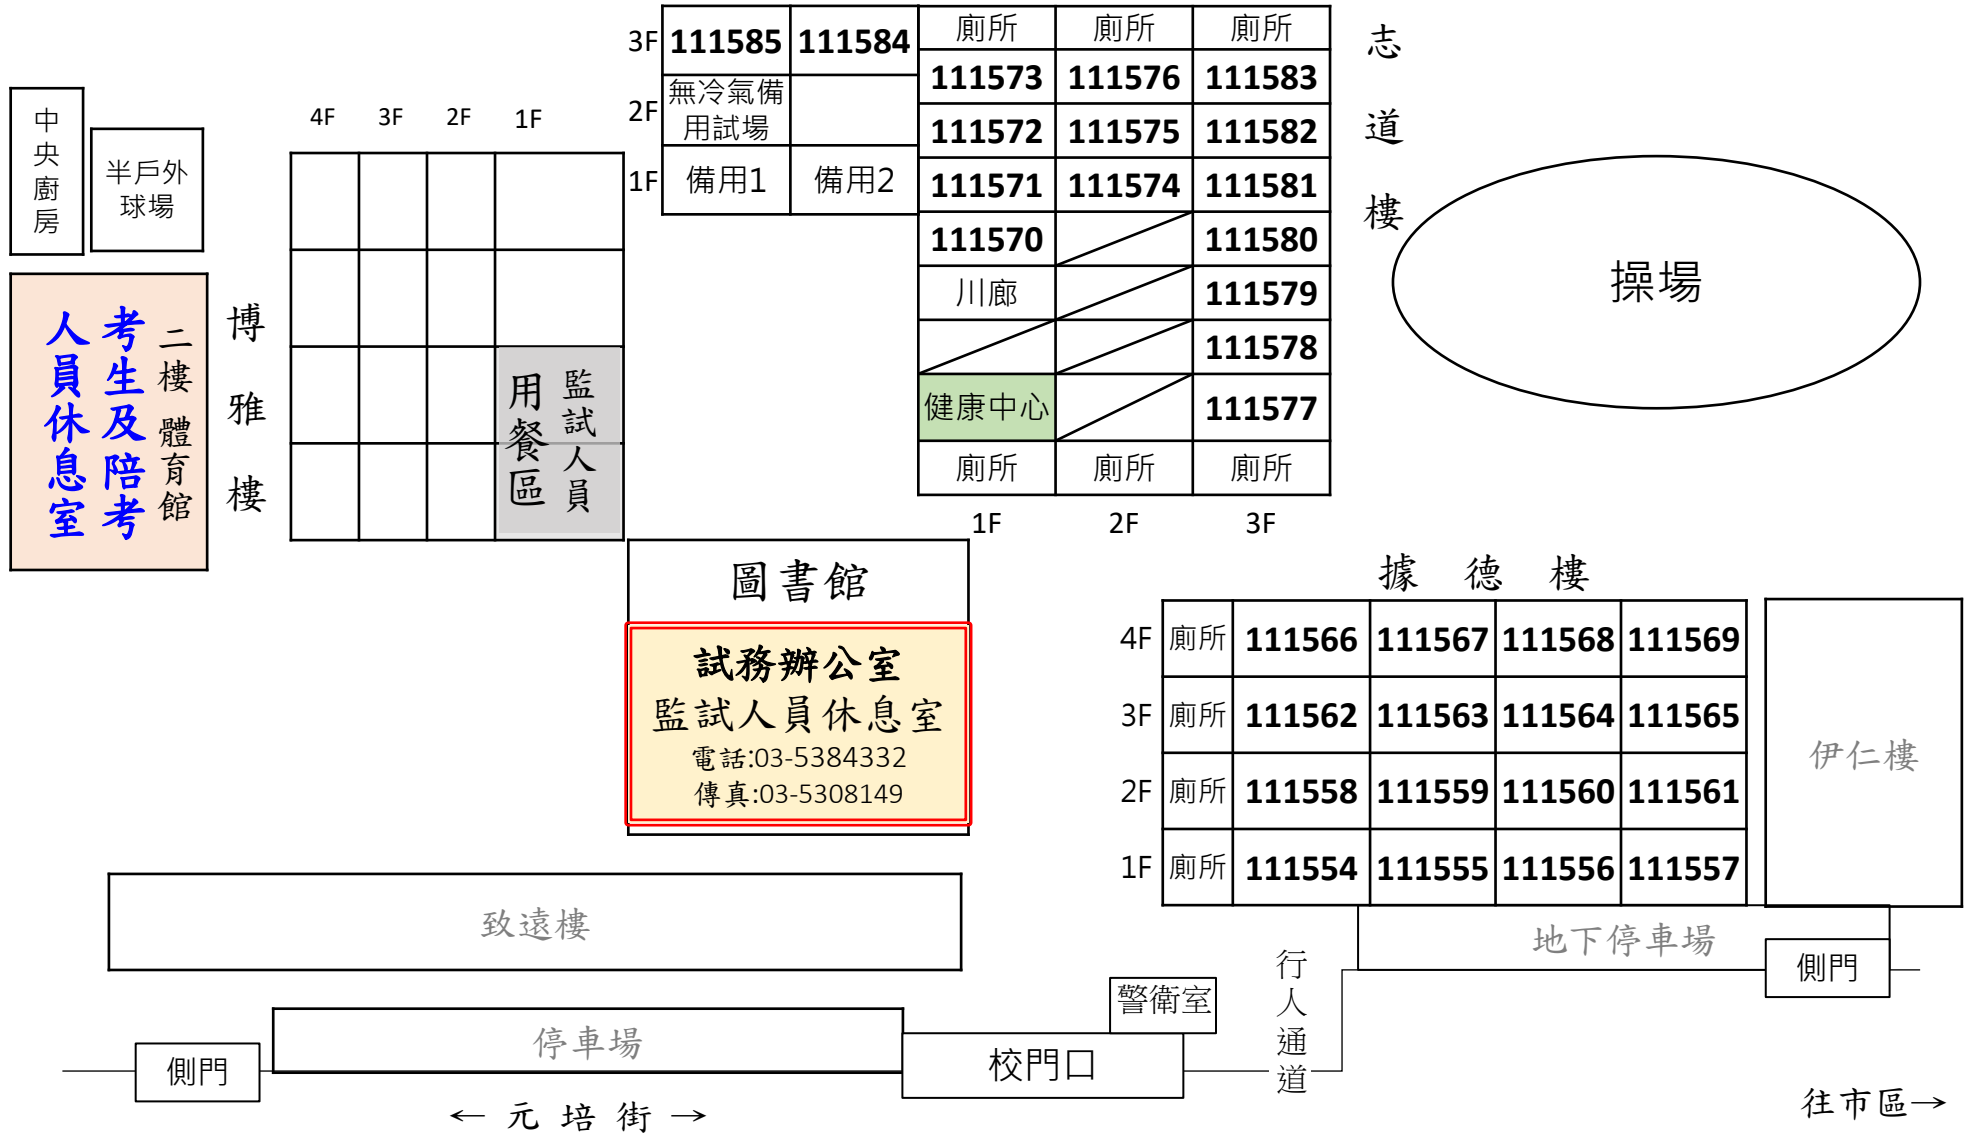 3F 111585 111584
2F 無冷氣備用試場
1F 備用1 備用2
廁所 廁所 廁所
111573 111576 111583
111572 111575 111582
111571 111574 111581
111570 111580
川廊 111579
111578
健康中心 111577
廁所 廁所 廁所
1F 2F 3F
志道樓
操場
中央廚房
半戶外
球場
4F 3F 2F 1F
博雅樓
二樓 體育館
考生及陪考
人員休息室
監試人員
用餐區
圖書館
試務辦公室
監試人員休息室
電話:03-5384332
傳真:03-5308149
據德樓
4F 廁所 111566 111567 111568 111569
3F 廁所 111562 111563 111564 111565
2F 廁所 111558 111559 111560 111561
1F 廁所 111554 111555 111556 111557
伊仁樓
致遠樓
地下停車場
側門
行人通道
警衛室
停車場
側門
校門口
← 元培街 →
往市區→